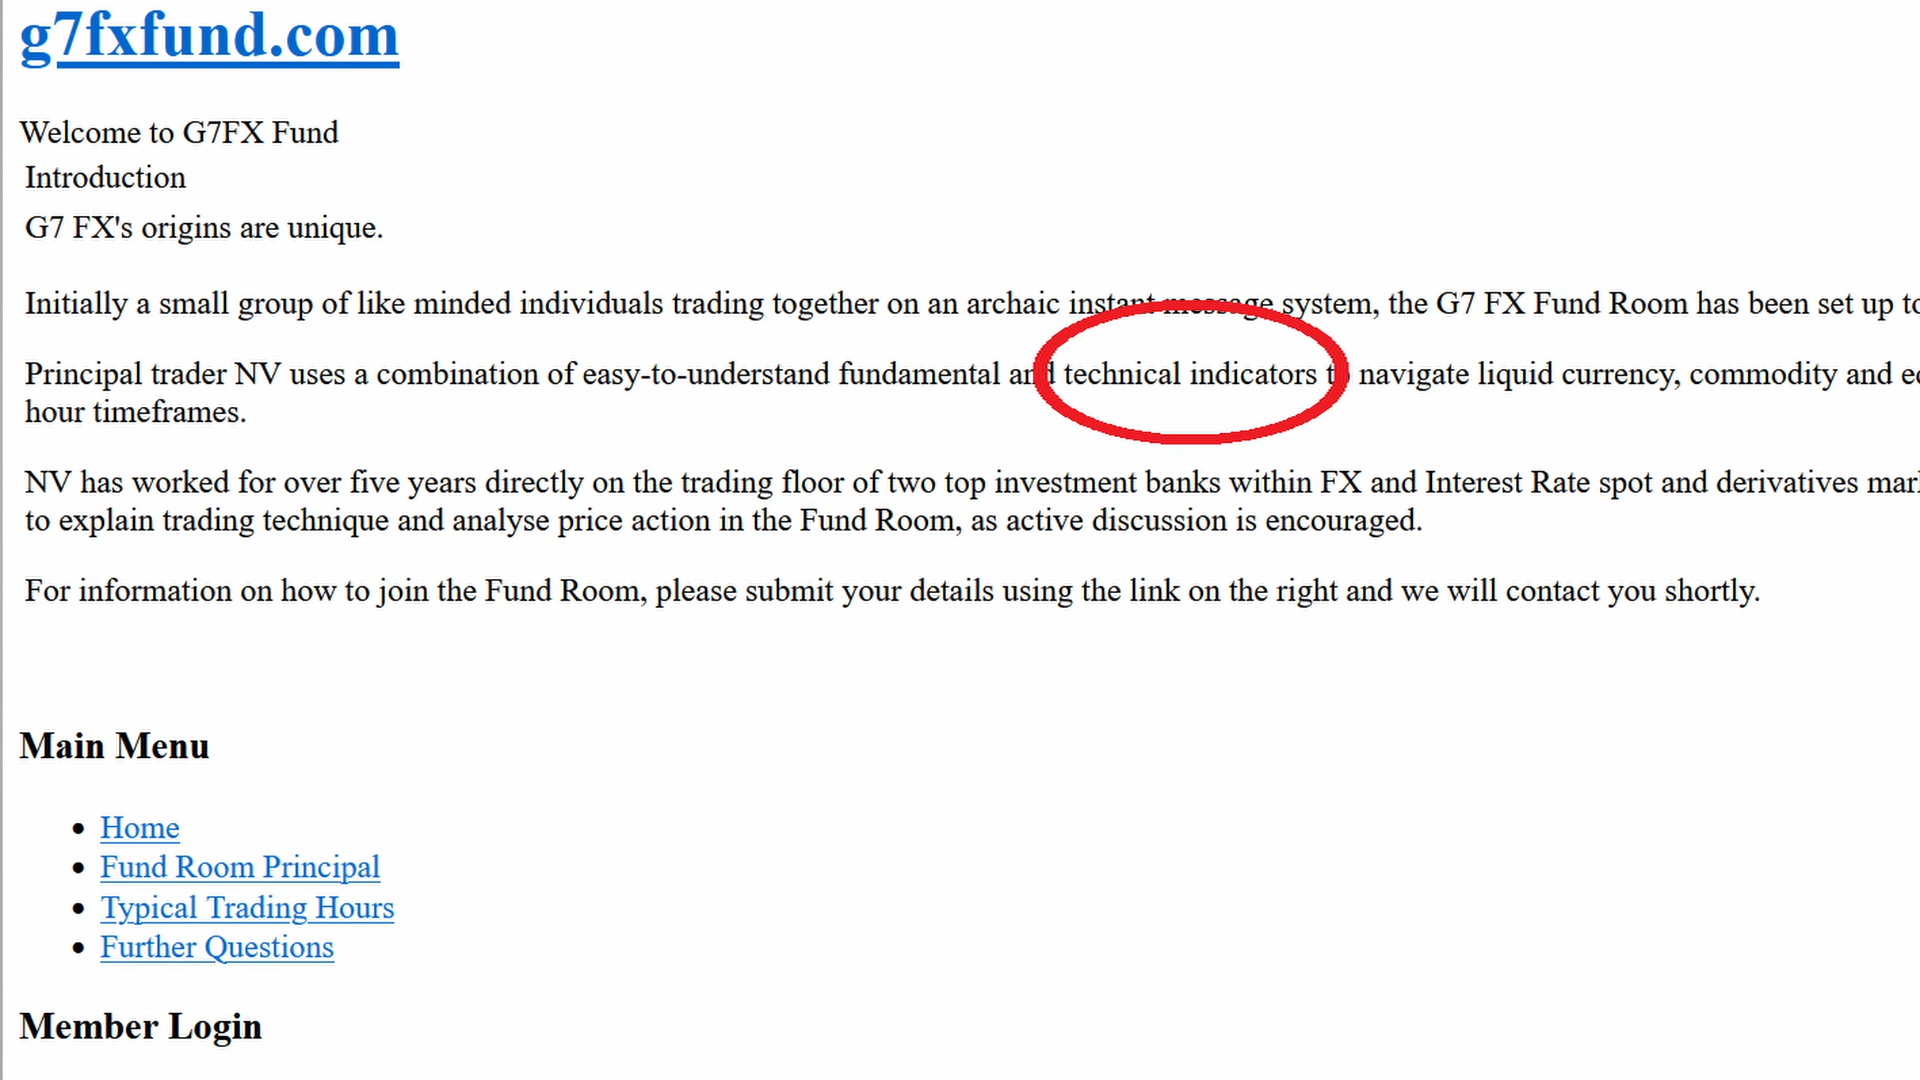 g7fxfund.com
Welcome to G7FX Fund
Introduction
G7 FX's origins are unique.
Initially a small group of like minded individuals trading together on an archaic instant message system, the G7 FX Fund Room has been set up to
Principal trader NV uses a combination of easy-to-understand fundamental and technical indicators to navigate liquid currency, commodity and
hour timeframes.
NV has worked for over five years directly on the trading floor of two top investment banks within FX and Interest Rate spot and derivatives
to explain trading technique and analyse price action in the Fund Room, as active discussion is encouraged.
For information on how to join the Fund Room, please submit your details using the link on the right and we will contact you shortly.
Main Menu
Home
Fund Room Principal
Typical Trading Hours
Further Questions
Member Login